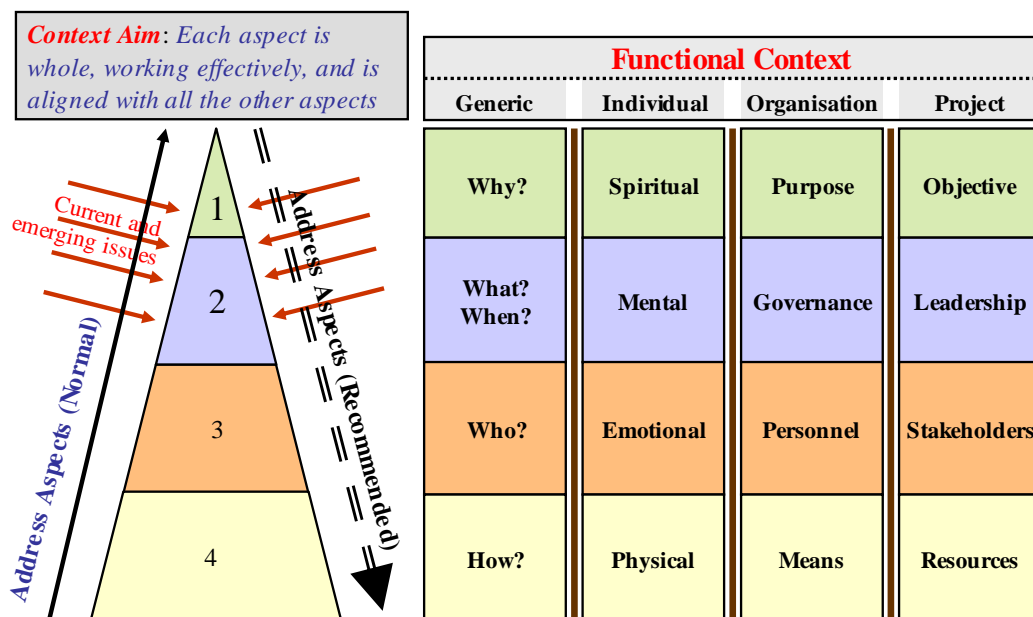 Context Aim: Each aspect is
whole, working effectively, and is
aligned with all the other aspects
Functional Context
Generic
Individual
Organisation
Project
Current and
emerging issues
Address Aspects (Normal)
Address Aspects (Recommended)
1
Why?
Spiritual
Purpose
Objective
2
What?
When?
Mental
Governance
Leadership
3
Who?
Emotional
Personnel
Stakeholders
4
How?
Physical
Means
Resources